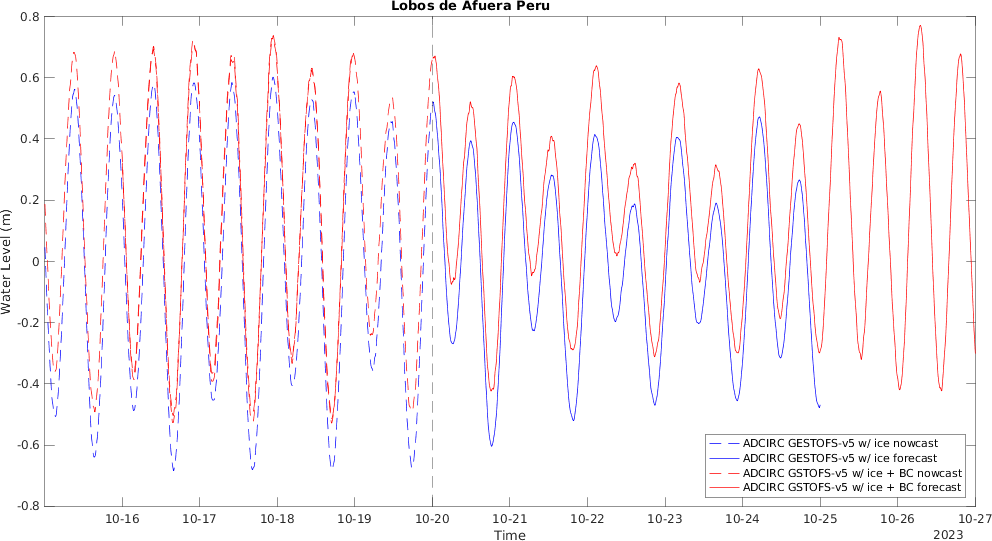 Lobos de Afuera Peru
0.8
0.6
0.4
0.2
0
-0.2
-0.4
-0.6
-0.8
Water Level (m)
ADCIRC GESTOFS-v5 w/ ice nowcast
ADCIRC GESTOFS-v5 w/ ice forecast
ADCIRC GSTOFS-v5 w/ ice + BC nowcast
ADCIRC GSTOFS-v5 w/ ice + BC forecast
10-16 10-17 10-18 10-19 10-20 10-21 10-22 10-23 10-24 10-25 10-26 10-27
Time
2023